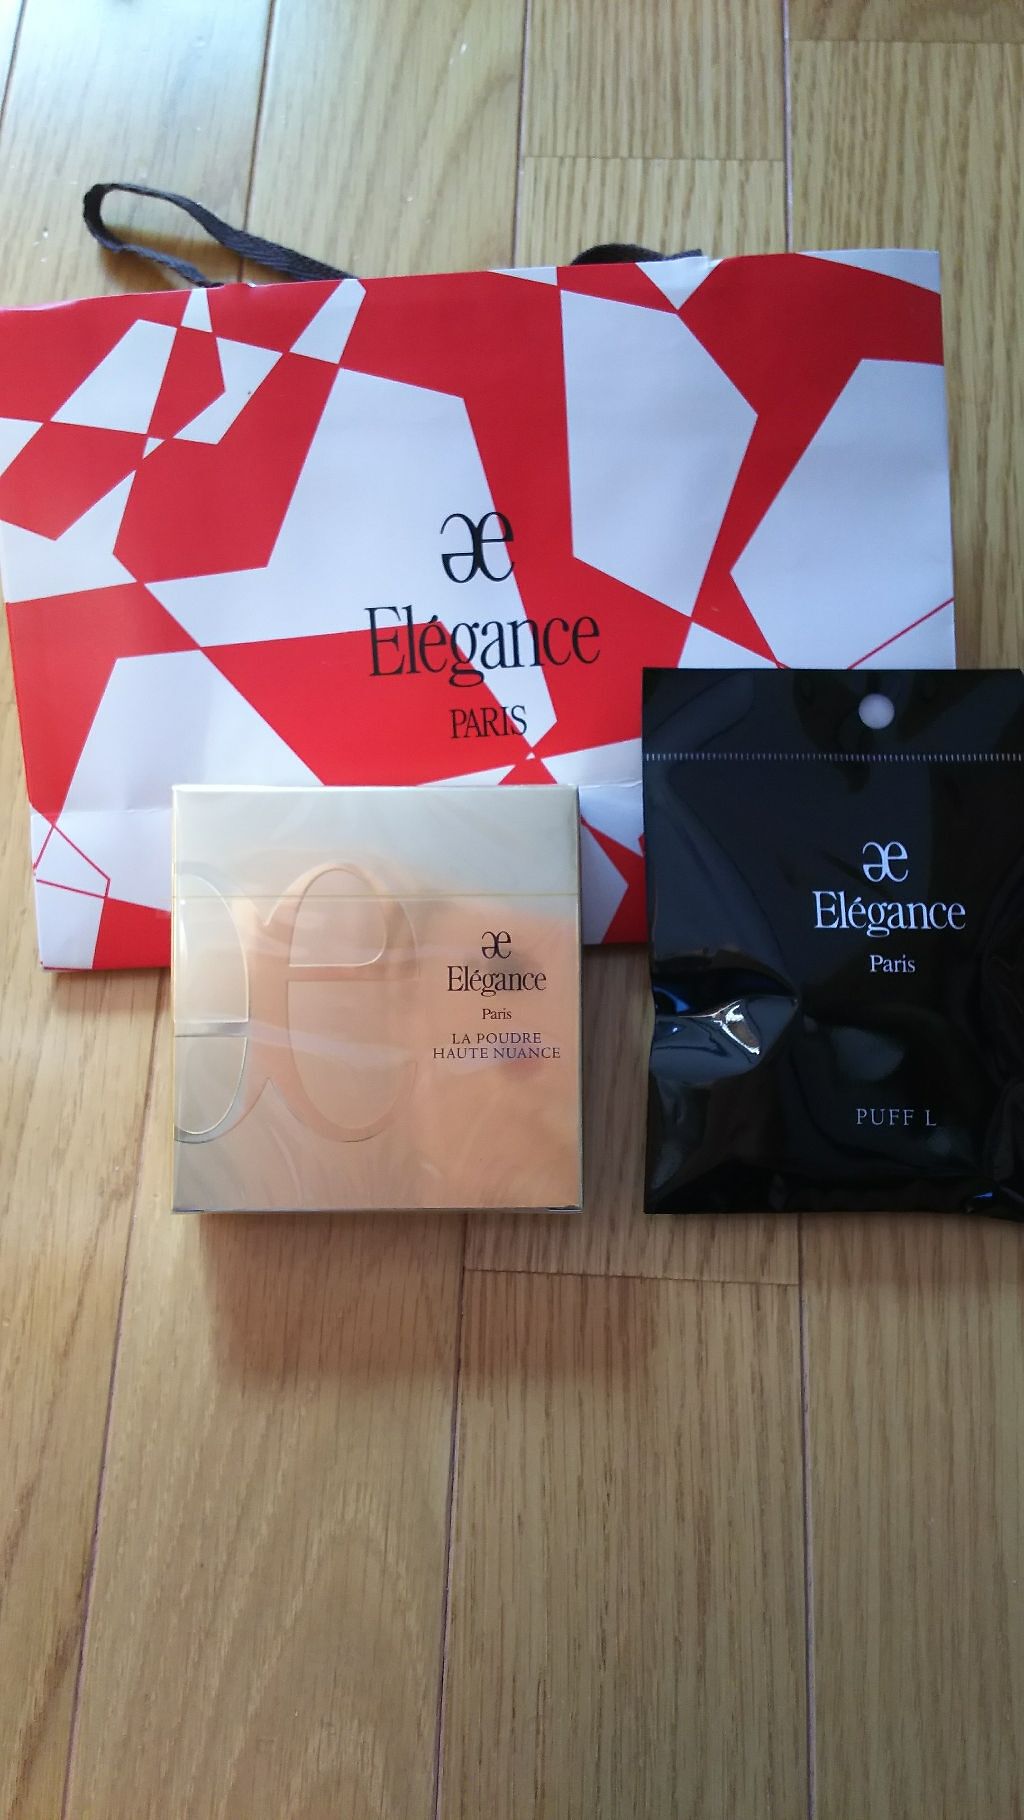 æ
Elégance
PARIS
æ
Elégance
Paris
LA POUDRE
HAUTE NUANCE
æ
Elégance
Paris
PUFF L